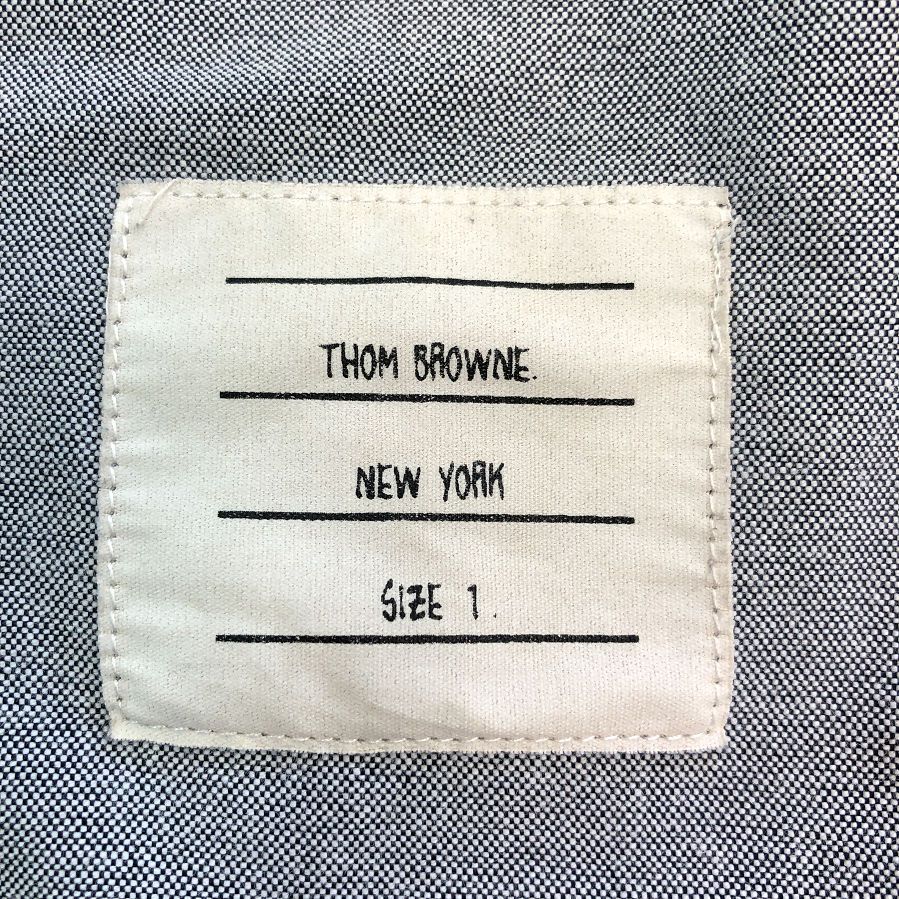 THOM BROWNE.
NEW YORK
SIZE 1.